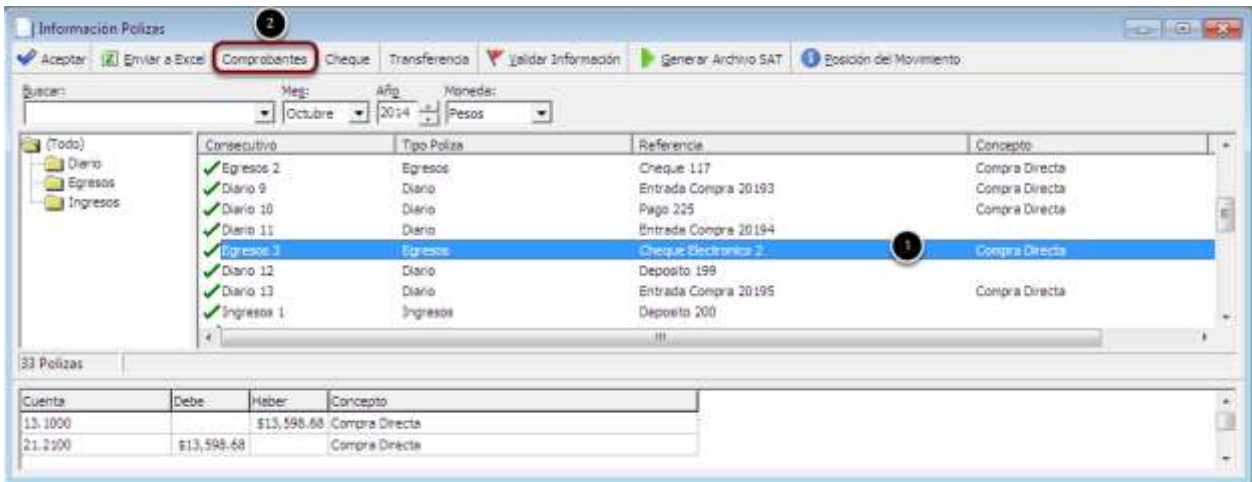 Información Polizas
2
Aceptar Enviar a Excel Comprobantes Cheque Transferencia Validar Información Generar Archivo SAT Posición del Movimiento
Buscar: Mes: Año Moneda:
Octubre 2014 Pesos
(Todo)
Diario
Egresos
Ingresos
Consecutivo Tipo Poliza Referencia Concepto
Egresos 2 Egresos Cheque 117 Compra Directa
Diario 9 Diario Entrada Compra 20193 Compra Directa
Diario 10 Diario Pago 225 Compra Directa
Diario 11 Diario Entrada Compra 20194
Egresos 3 Egresos Cheque Electronico 2 1 Compra Directa
Diario 12 Diario Deposito 199
Diario 13 Diario Entrada Compra 20195 Compra Directa
Ingresos 1 Ingresos Deposito 200
33 Polizas
Cuenta Debe Haber Concepto
13.1000 $13,598.68 Compra Directa
21.2100 $13,598.68 Compra Directa